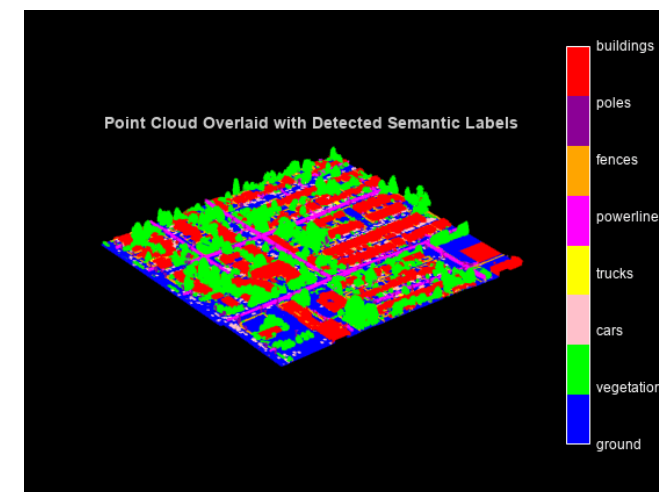 Point Cloud Overlaid with Detected Semantic Labels
buildings
poles
fences
powerline
trucks
cars
vegetation
ground